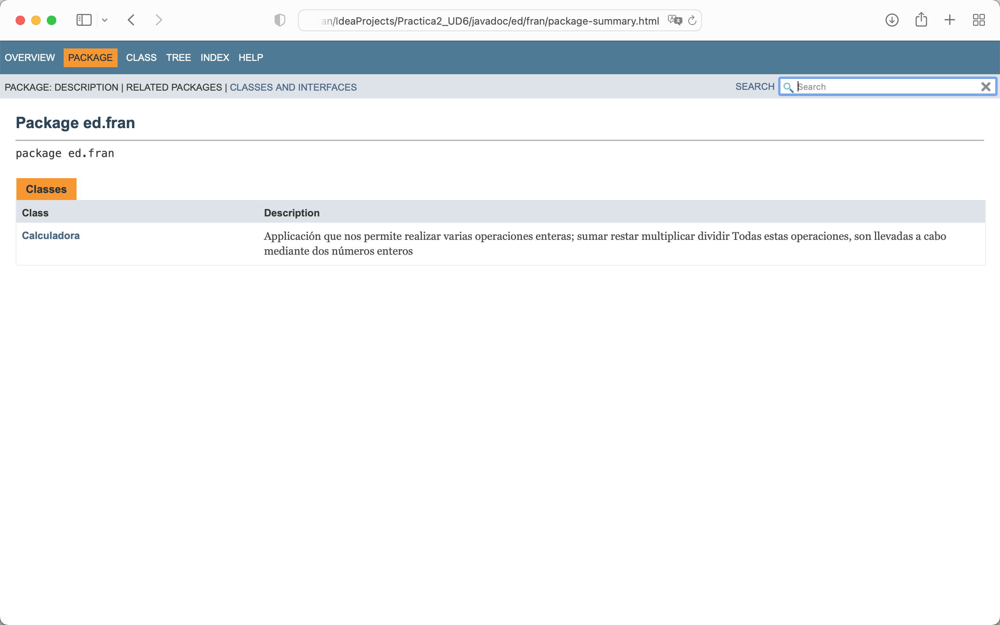 an/IdeaProjects/Practica2_UD6/javadoc/ed/fran/package-summary.html
OVERVIEW PACKAGE CLASS TREE INDEX HELP
PACKAGE: DESCRIPTION | RELATED PACKAGES | CLASSES AND INTERFACES
SEARCH Search
Package ed.fran
package ed.fran
Classes
Class Description
Calculadora Applicación que nos permite realizar varias operaciones enteras; sumar restar multiplicar dividir Todas estas operaciones, son llevadas a cabo
mediante dos números enteros